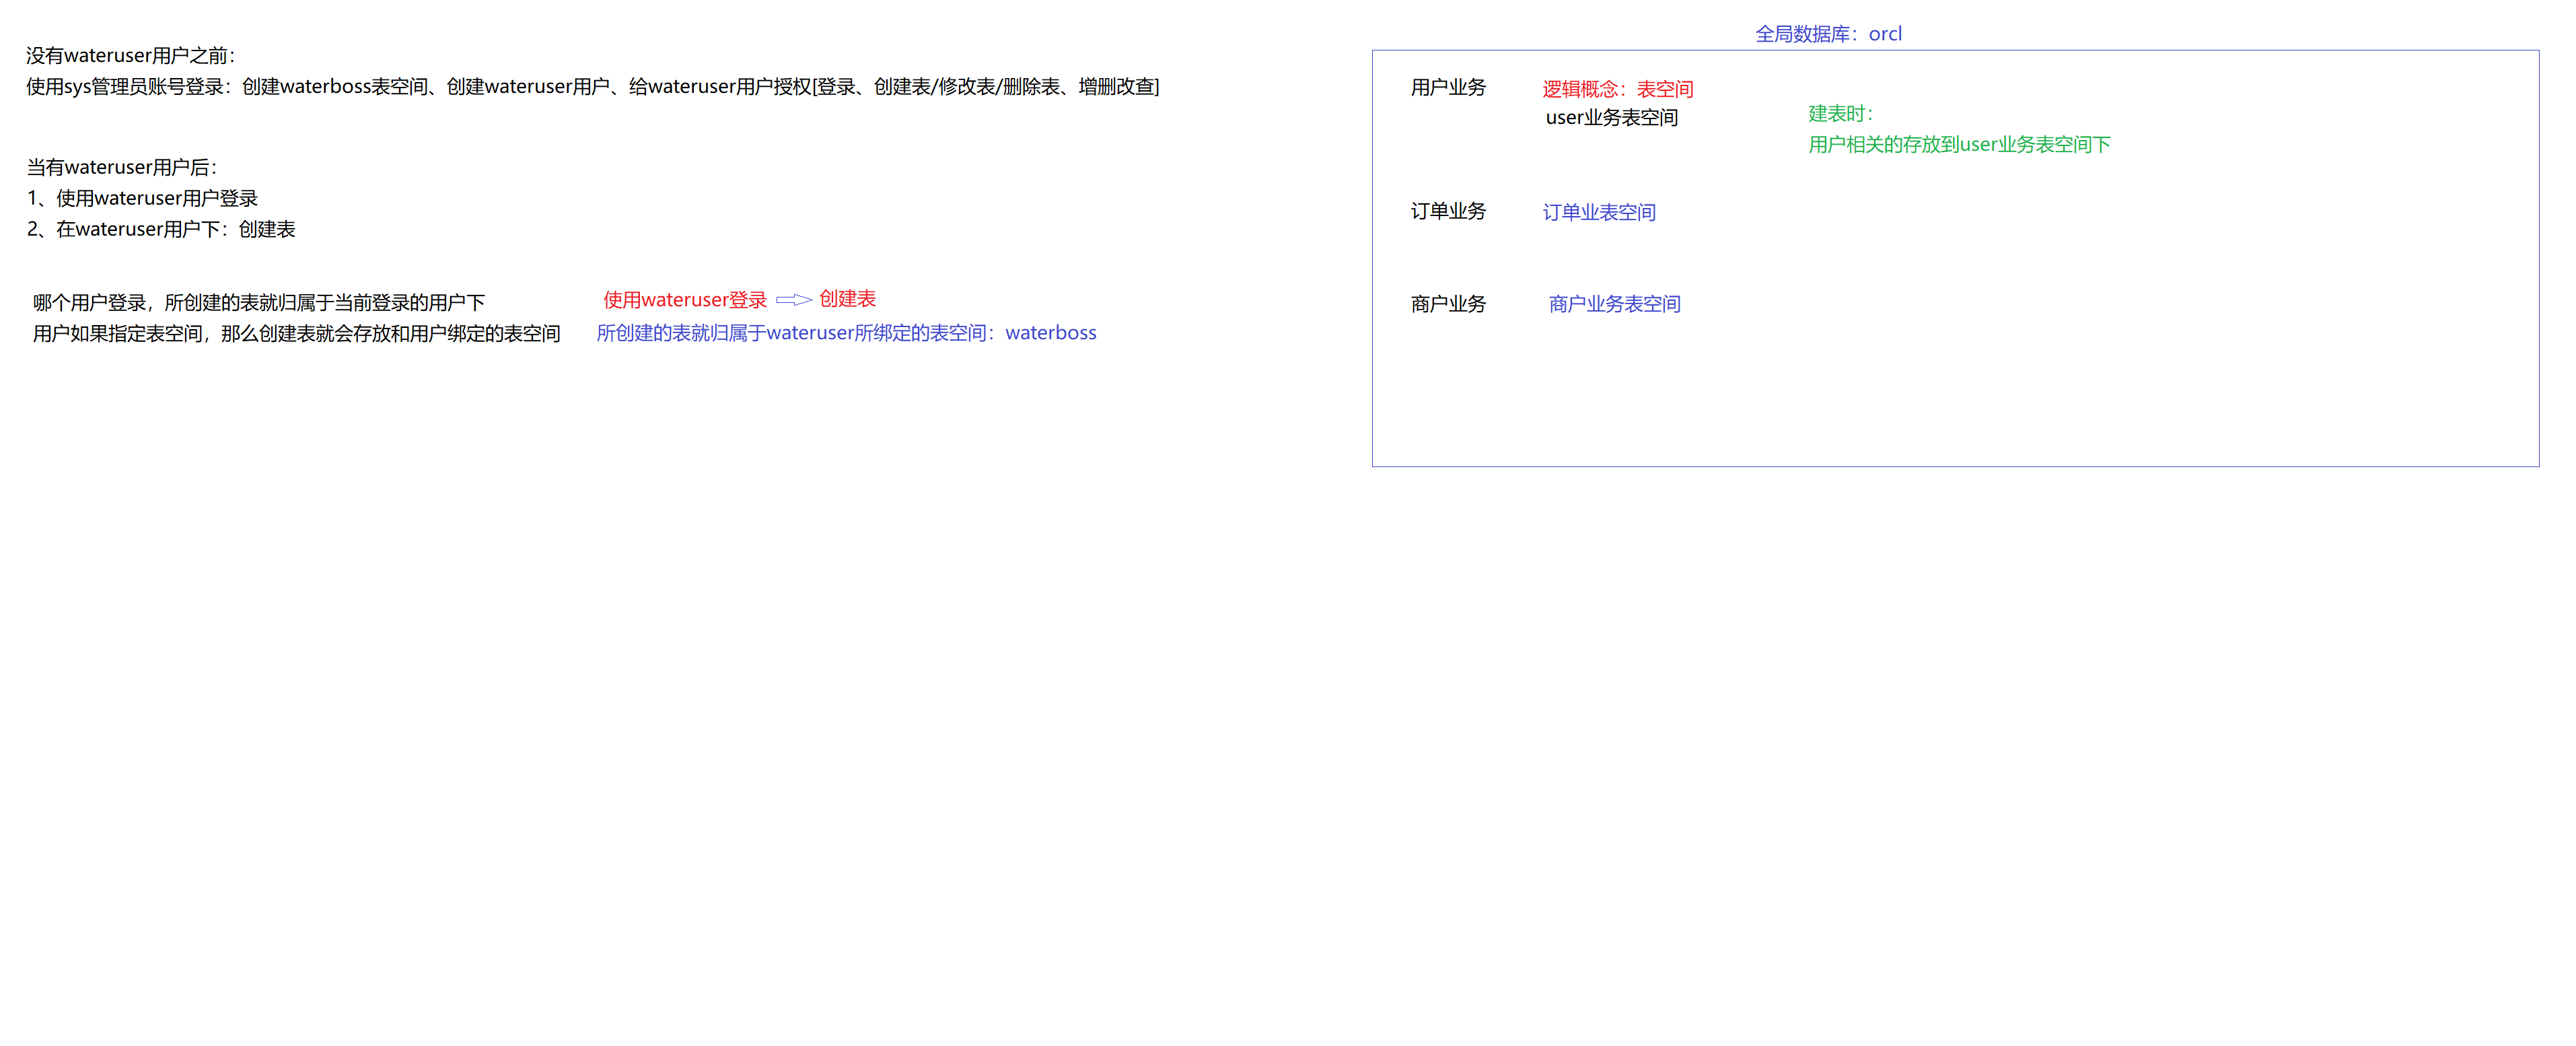 没有wateruser用户之前：
使用sys管理员账号登录：创建waterboss表空间、创建wateruser用户、给wateruser用户授权[登录、创建表/修改表/删除表、增删改查]
当有wateruser用户后：
1、使用wateruser用户登录
2、在wateruser用户下：创建表
哪个用户登录，所创建的表就归属于当前登录的用户下
用户如果指定表空间，那么创建表就会存放和用户绑定的表空间
使用wateruser登录 创建表
所创建的表就归属于wateruser所绑定的表空间：waterboss
全局数据库：orcl
用户业务 逻辑概念：表空间
user业务表空间
建表时：
用户相关的存放到user业务表空间下
订单业务 订单业表空间
商户业务 商户业务表空间